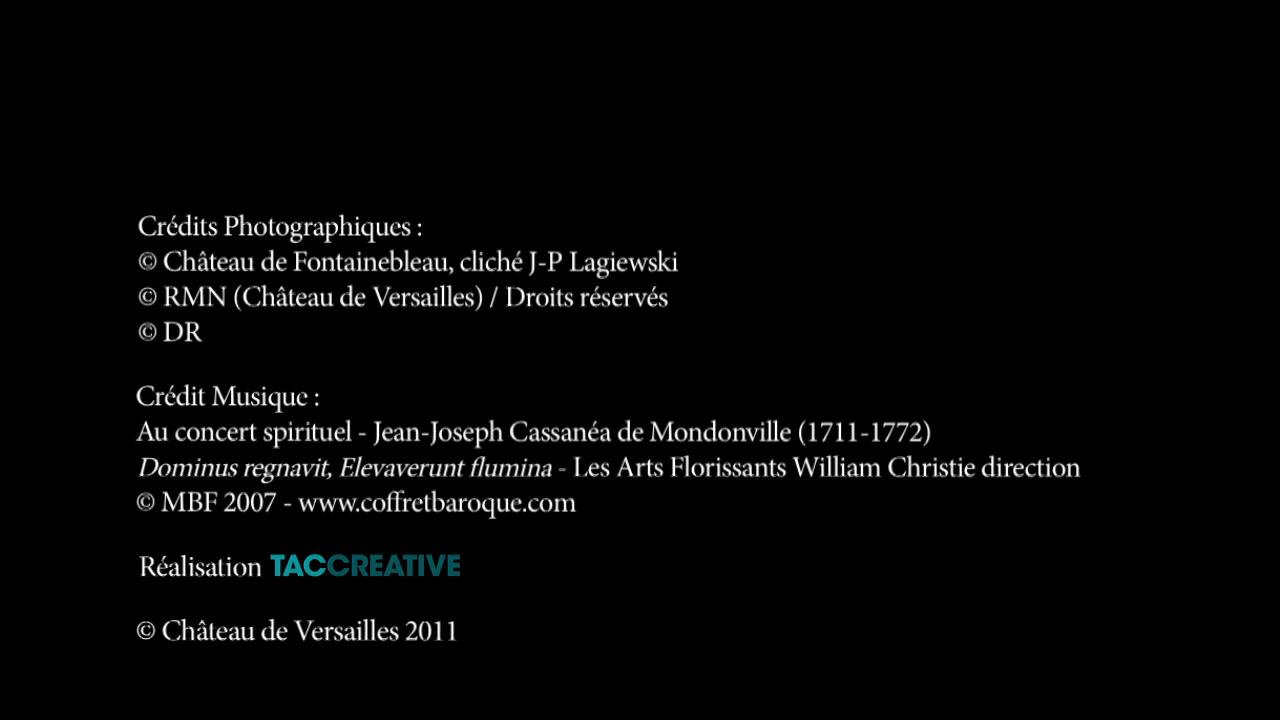 Crédits Photographiques :
© Château de Fontainebleau, cliché J-P Lagiewski
© RMN (Château de Versailles) / Droits réservés
© DR
Crédit Musique :
Au concert spirituel - Jean-Joseph Cassanéa de Mondonville (1711-1772)
Dominus regnavit, Elevaverunt flumina - Les Arts Florissants William Christie direction
© MBF 2007 - www.coffretbaroque.com
Réalisation TACCREATIVE
© Château de Versailles 2011